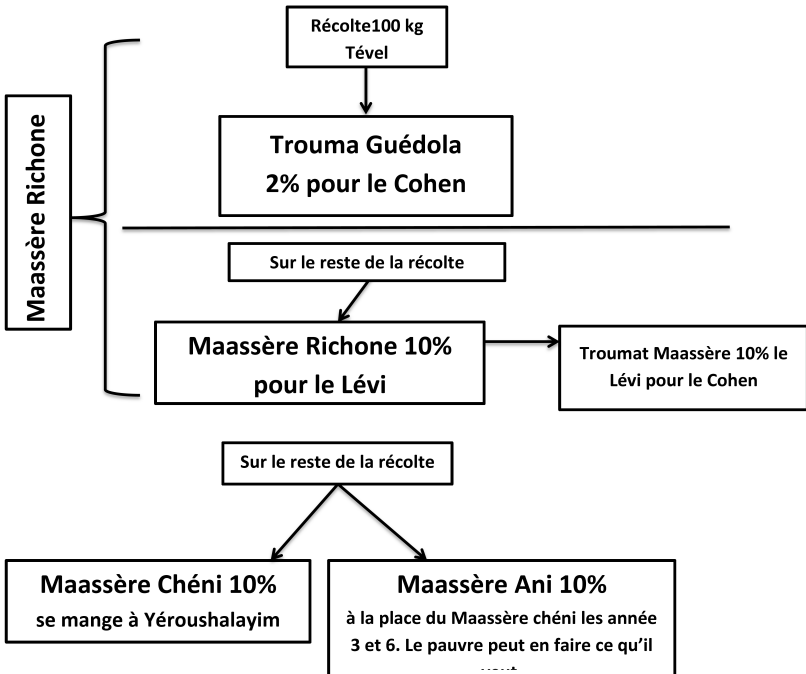 Récolte100 kg
Tével
Maassère Richone
Trouma Guédola
2% pour le Cohen
Sur le reste de la récolte
Maassère Richone 10%
pour le Lévi
Troumat Maassère 10% le
Lévi pour le Cohen
Sur le reste de la récolte
Maassère Chéni 10%
se mange à Yéroushalayim
Maassère Ani 10%
à la place du Maassère chéni les année
3 et 6. Le pauvre peut en faire ce qu’il